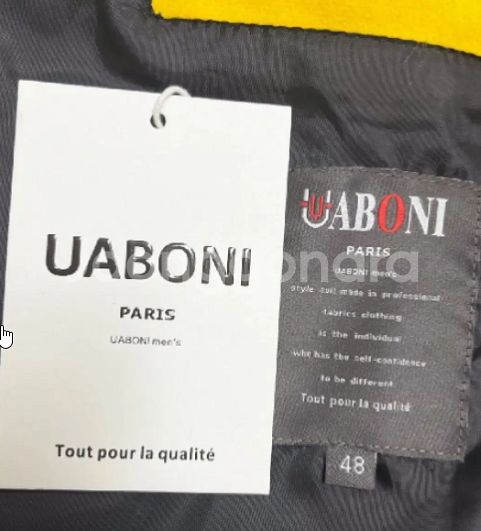 UABONI
PARIS
UABONI men's
Tout pour la qualité
UABONI
PARIS
UABONI men's
style suit made in professional
fabrics clothing
is the individual
who has the self-confidence
to be different
Tout pour la qualité
48